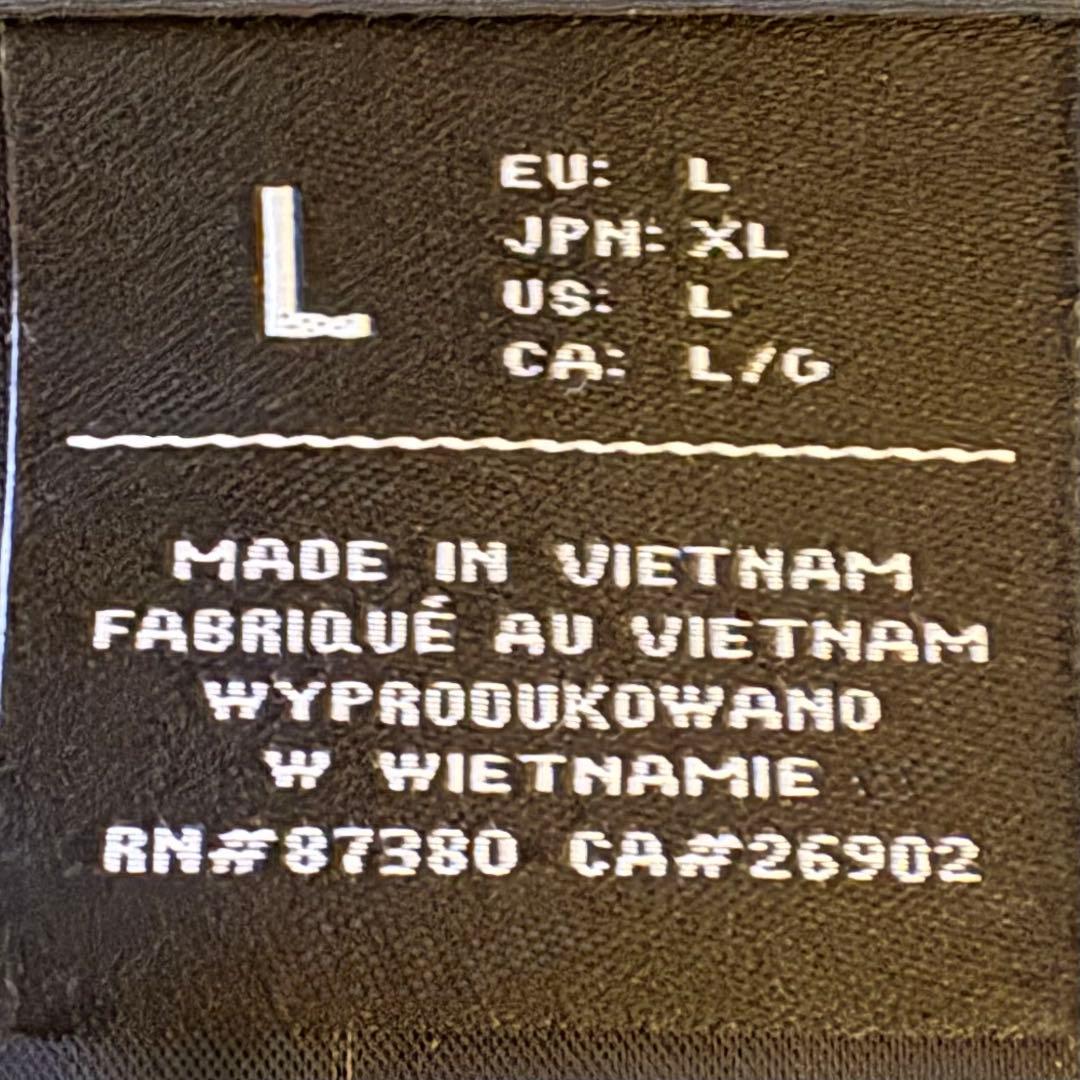 L
EU: L
JPN: XL
US: L
CA: L/G
MADE IN VIETNAM
FABRIQUÉ AU VIETNAM
WYPRODUKOWANO
W WIETNAMIE
RN#87380 CA#26902